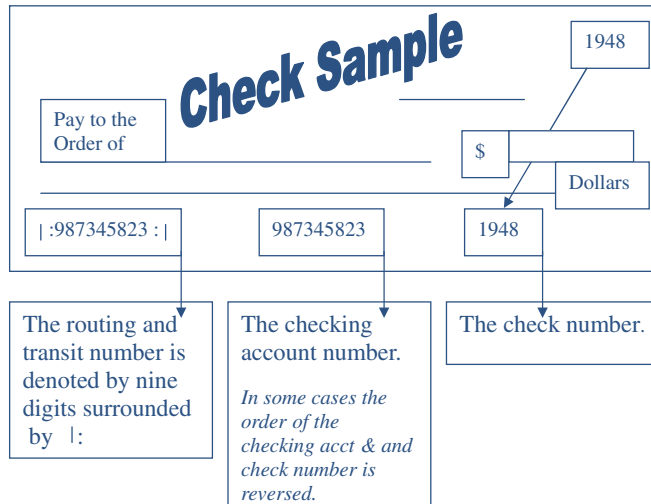 Check Sample
1948
Pay to the
Order of
$
Dollars
| :987345823 : |
987345823
1948
The routing and
transit number is
denoted by nine
digits surrounded
by |:
The checking
account number.
In some cases the
order of the
checking acct & and
check number is
reversed.
The check number.